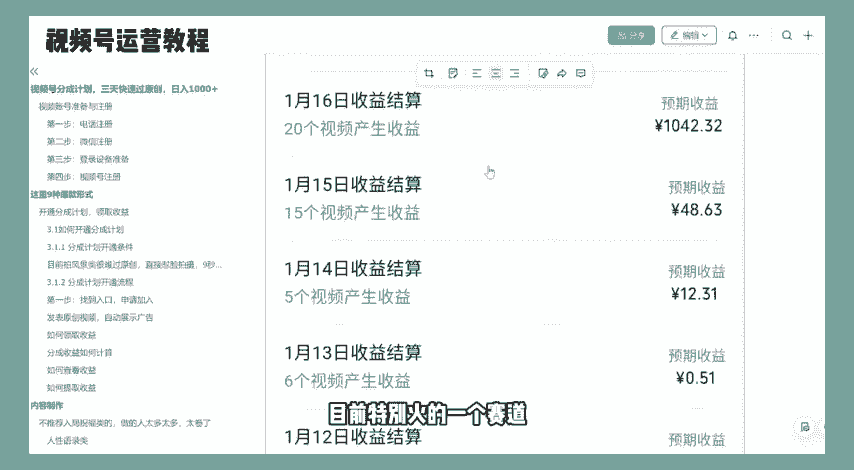 视频号运营教程
分享
编辑
视频号分成计划，三天快速过原创，日入1000+
视频账号准备与注册
第一步：电话注册
第二步：微信注册
第三步：登录设备准备
第四步：视频号注册
这里9种爆款形式
开通分成计划，领取收益
3.1如何开通分成计划
3.1.1 分成计划开通条件
目前拍风景类很难过原创，直接怼脸拍摄，9秒...
3.1.2 分成计划开通流程
第一步：找到入口，申请加入
发表原创视频，自动展示广告
如何领取收益
分成收益如何计算
如何查看收益
如何提取收益
内容制作
不推荐入局祝福类的，做的人太多太多，太卷了
人性语录类
1月16日收益结算
预期收益
20个视频产生收益
¥1042.32
1月15日收益结算
预期收益
15个视频产生收益
¥48.63
1月14日收益结算
预期收益
5个视频产生收益
¥12.31
1月13日收益结算
预期收益
6个视频产生收益
¥0.51
目前特别火的一个赛道
1月12日收益结算
预期收益